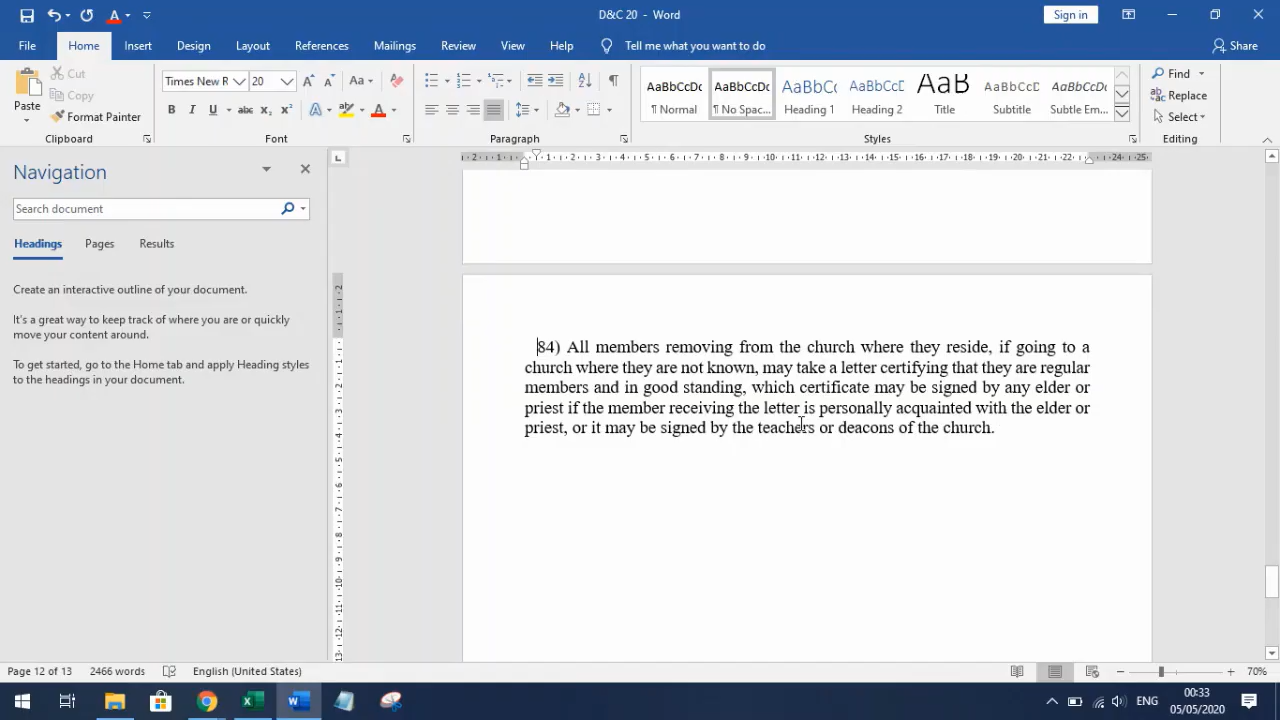 D&C 20 - Word
Sign in
File Home Insert Design Layout References Mailings Review View Help Tell me what you want to do Share
Paste
Cut
Copy
Format Painter
Clipboard
Times New R 20
Font
Paragraph
AaBbCcDc AaBbCcDc AaBbCc AaBbCcC AaB AaBbCcC AaBbCcDc
¶ Normal ¶ No Spac... Heading 1 Heading 2 Title Subtitle Subtle Em...
Styles
Find
Replace
Select
Editing
Navigation
Search document
Headings Pages Results
Create an interactive outline of your document.
It's a great way to keep track of where you are or quickly
move your content around.
To get started, go to the Home tab and apply Heading styles
to the headings in your document.
84) All members removing from the church where they reside, if going to a
church where they are not known, may take a letter certifying that they are regular
members and in good standing, which certificate may be signed by any elder or
priest if the member receiving the letter is personally acquainted with the elder or
priest, or it may be signed by the teachers or deacons of the church.
Page 12 of 13 2466 words English (United States) 70%
ENG
00:33
05/05/2020